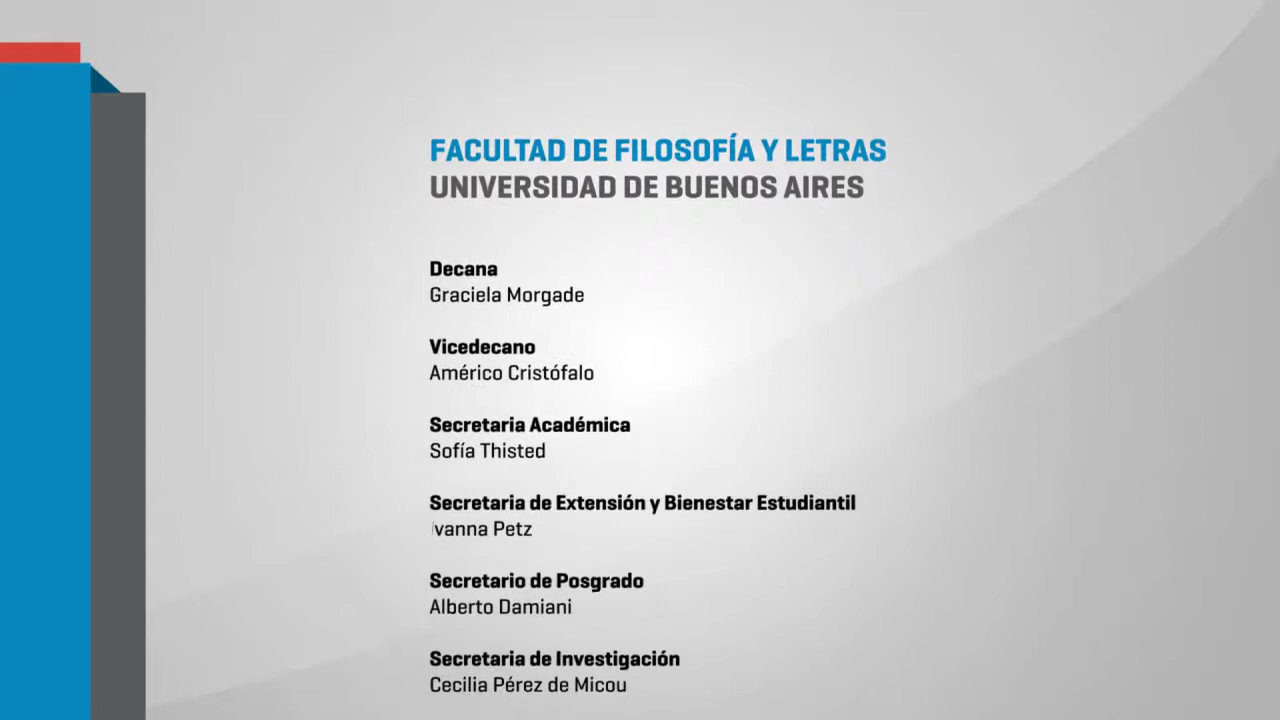 FACULTAD DE FILOSOFÍA Y LETRAS
UNIVERSIDAD DE BUENOS AIRES
Decana
Graciela Morgade
Vicedecano
Américo Cristófalo
Secretaria Académica
Sofía Thisted
Secretaria de Extensión y Bienestar Estudiantil
Ivanna Petz
Secretario de Posgrado
Alberto Damiani
Secretaria de Investigación
Cecilia Pérez de Micou